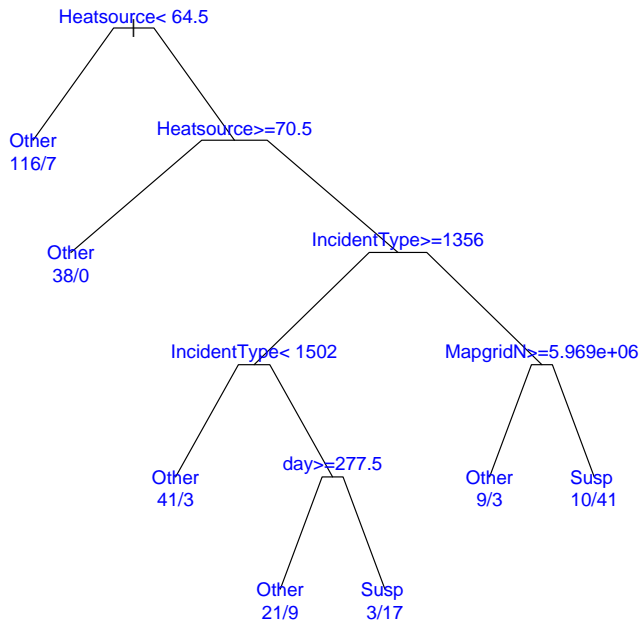 Heatsource< 64.5
Other
116/7
Heatsource>=70.5
Other
38/0
IncidentType>=1356
IncidentType< 1502
MapgridN>=5.969e+06
Other
41/3
day>=277.5
Other
9/3
Susp
10/41
Other
21/9
Susp
3/17